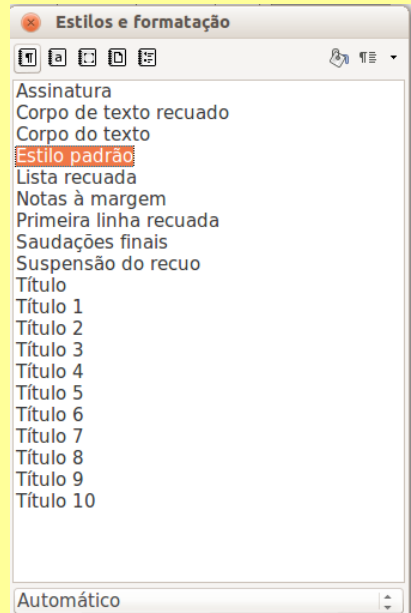 Estilos e formatação
Assinatura
Corpo de texto recuado
Corpo do texto
Estilo padrão
Lista recuada
Notas à margem
Primeira linha recuada
Saudações finais
Suspensão do recuo
Título
Título 1
Título 2
Título 3
Título 4
Título 5
Título 6
Título 7
Título 8
Título 9
Título 10
Automático